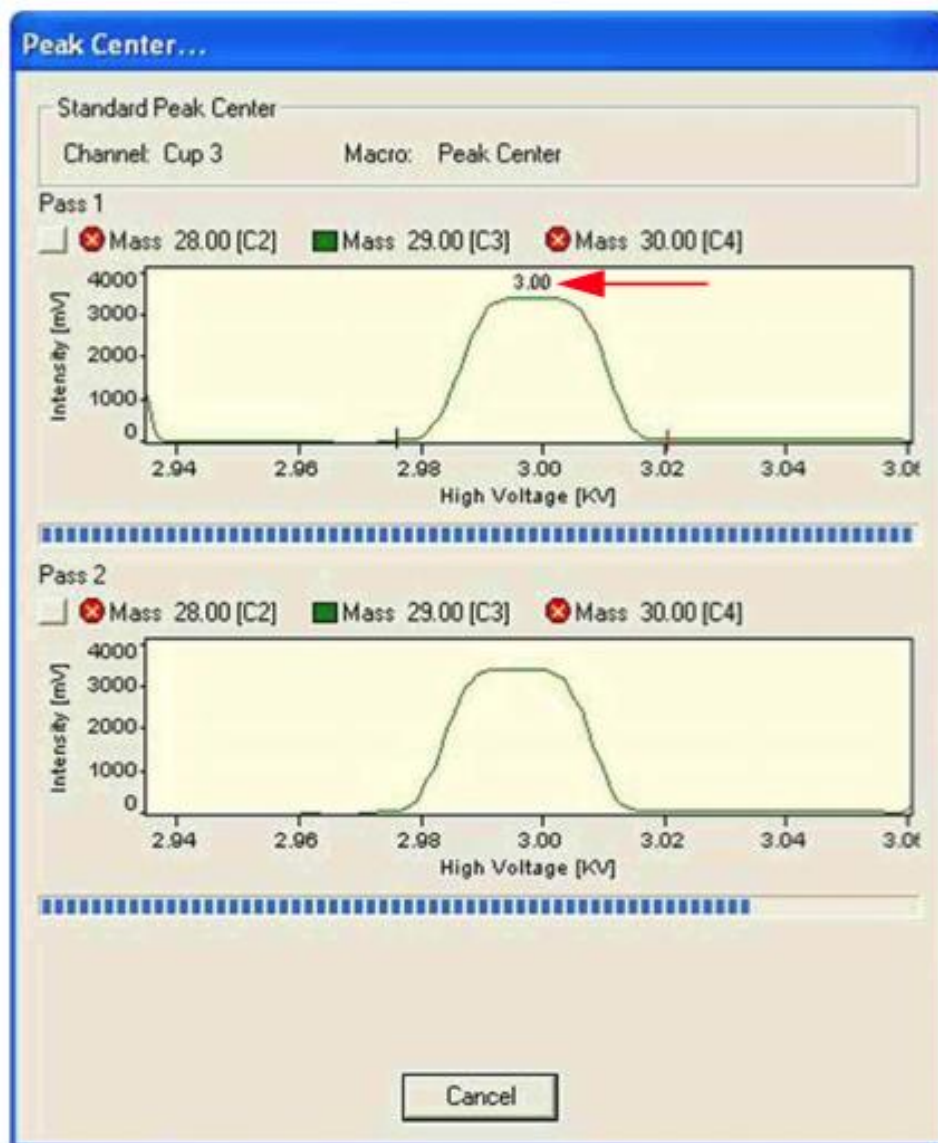 Peak Center...
Standard Peak Center
Channel: Cup 3 Macro: Peak Center
Pass 1
Mass 28.00 [C2] Mass 29.00 [C3] Mass 30.00 [C4]
3.00
4000
3000
2000
1000
0
Intensity [mV]
2.94 2.96 2.98 3.00 3.02 3.04 3.06
High Voltage [KV]
Pass 2
Mass 28.00 [C2] Mass 29.00 [C3] Mass 30.00 [C4]
4000
3000
2000
1000
0
Intensity [mV]
2.94 2.96 2.98 3.00 3.02 3.04 3.06
High Voltage [KV]
Cancel